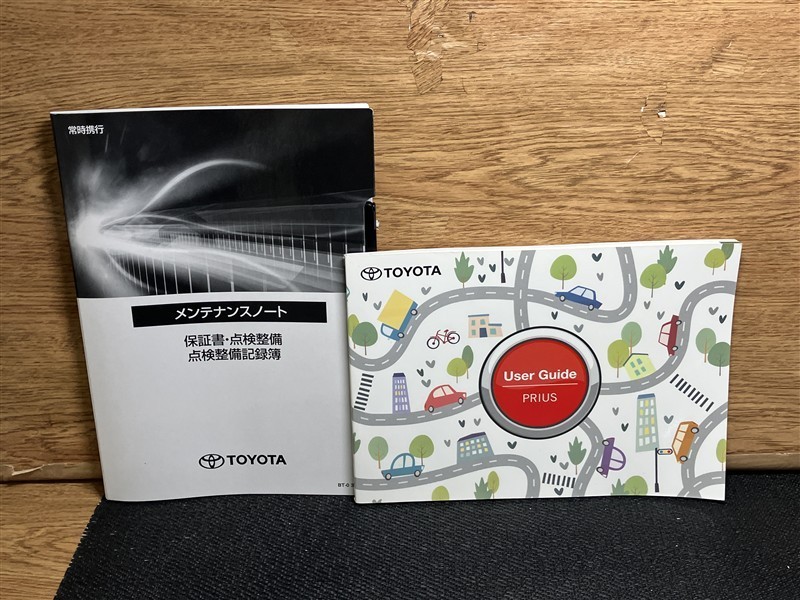 常時携行
メンテナンスノート
保証書・点検整備
点検整備記録簿
TOYOTA
TOYOTA
User Guide
PRIUS